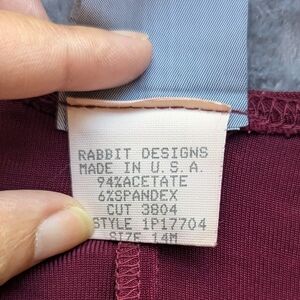 RABBIT DESIGNS
MADE IN U.S.A.
94%ACETATE
6%SPANDEX
CUT 3804
STYLE 1P17704
SIZE 14M